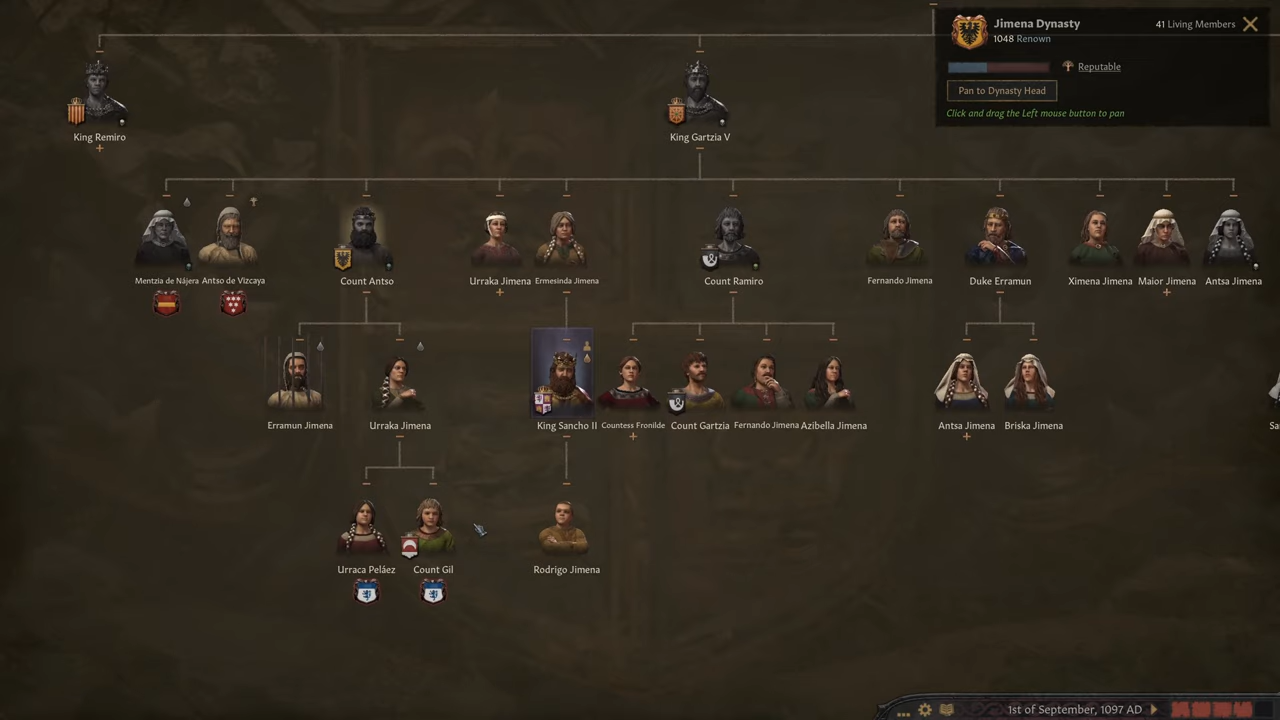 Jimena Dynasty
41 Living Members
1048 Renown
Reputable
Pan to Dynasty Head
Click and drag the Left mouse button to pan
King Remiro
King Gartzia V
Mentzia de Nájera
Antso de Vizcaya
Count Antso
Urraka Jimena
Ermesinda Jimena
Count Ramiro
Fernando Jimena
Duke Erramun
Ximena Jimena
Maior Jimena
Antsa Jimena
Erramun Jimena
Urraka Jimena
King Sancho II
Countess Fronilde
Count Gartzia
Fernando Jimena
Azibella Jimena
Antsa Jimena
Briska Jimena
Sa
Urraca Peláez
Count Gil
Rodrigo Jimena
1st of September, 1097 AD